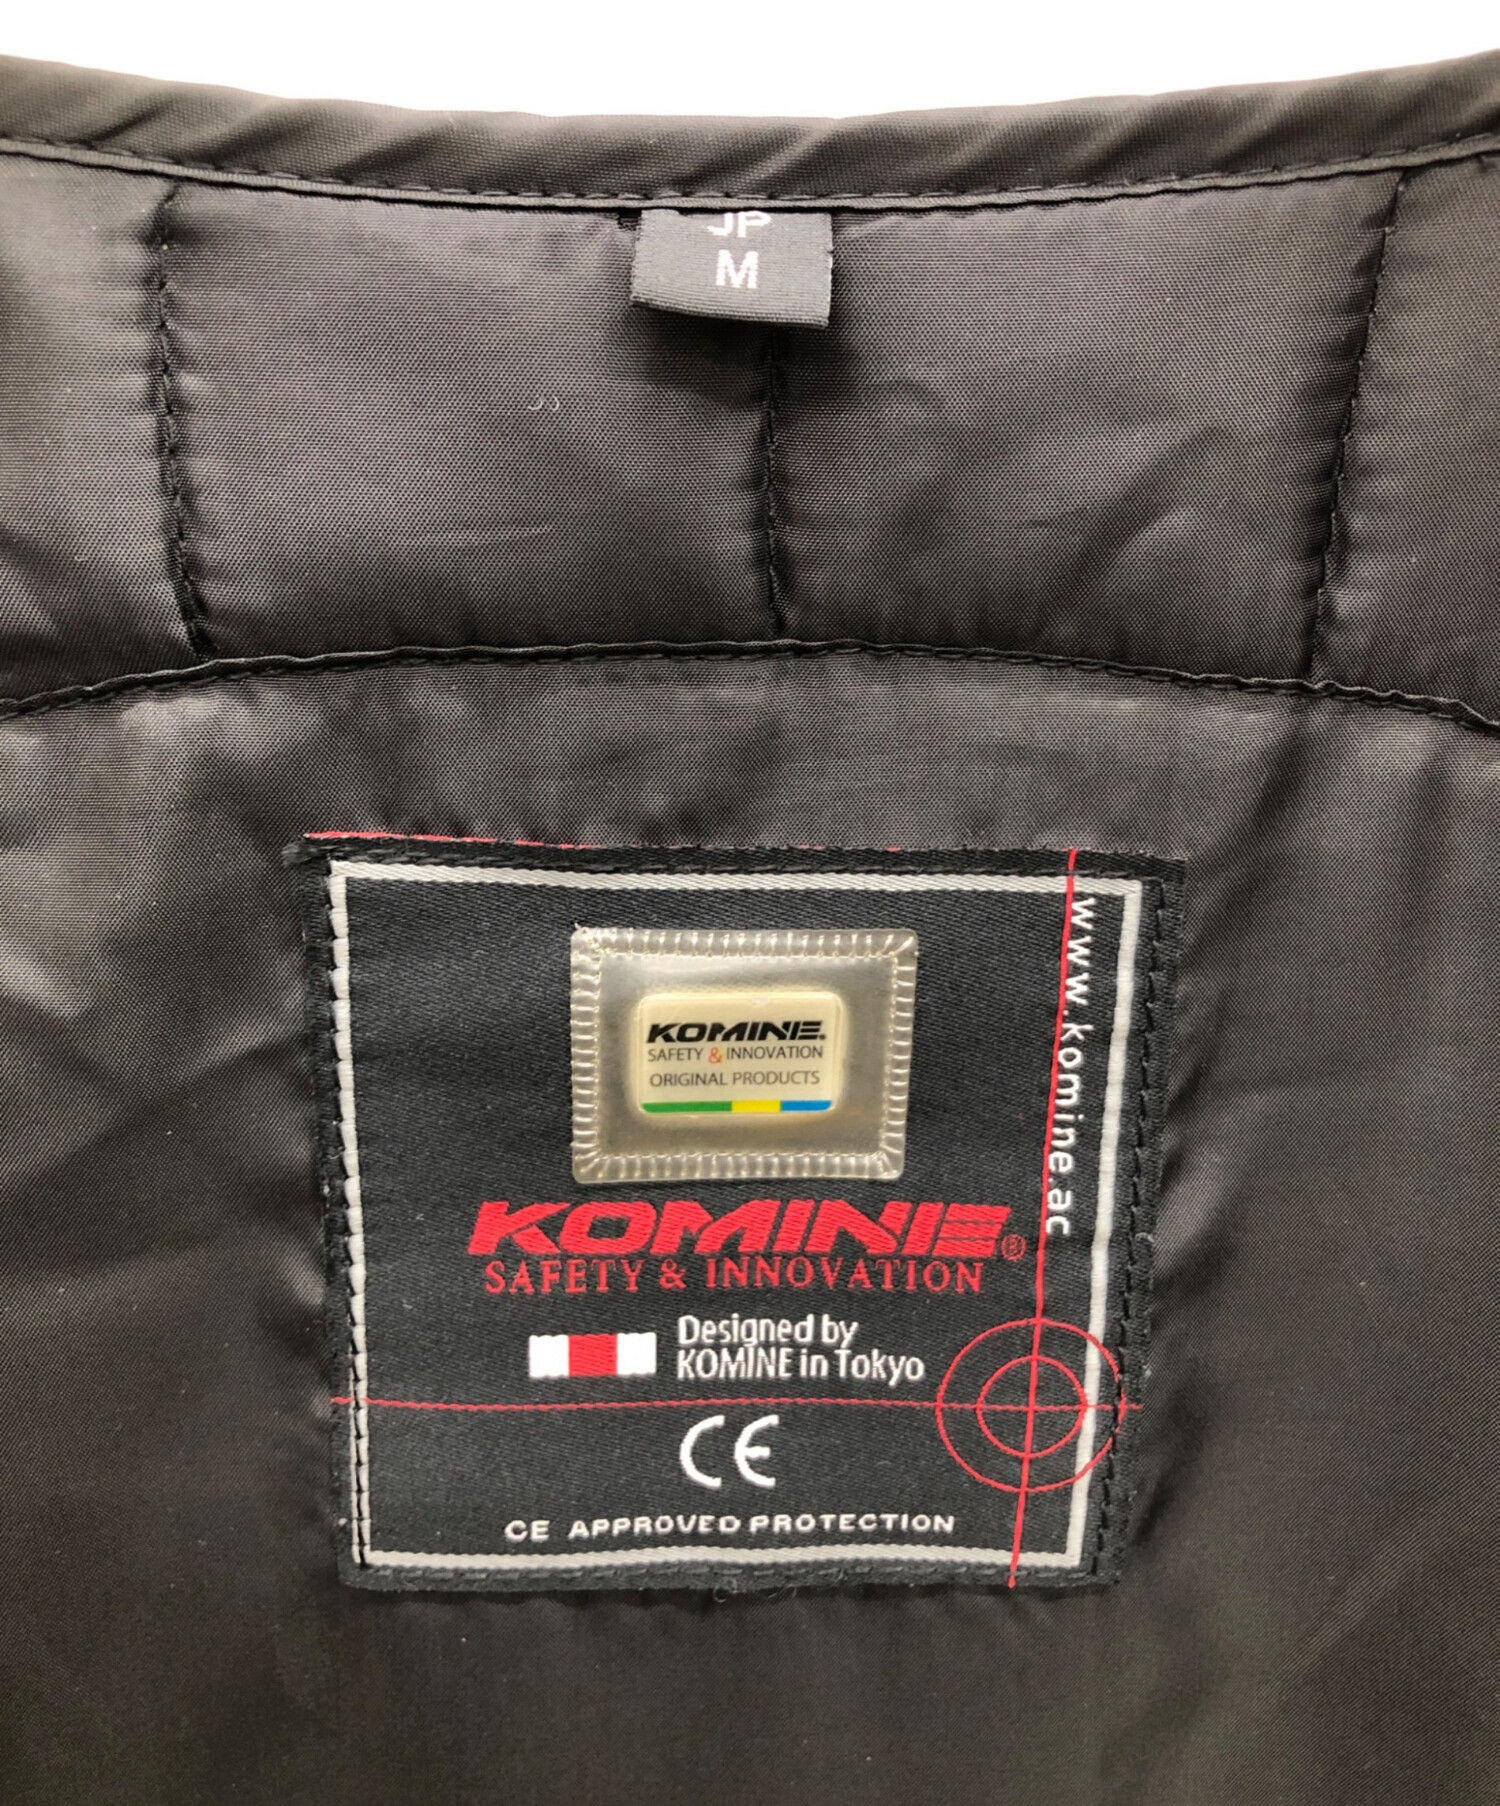 JP
M
www.komine.ac
KOMINE.
SAFETY & INNOVATION
ORIGINAL PRODUCTS
KOMINE®
SAFETY & INNOVATION
Designed by
KOMINE in Tokyo
CE
CE APPROVED PROTECTION